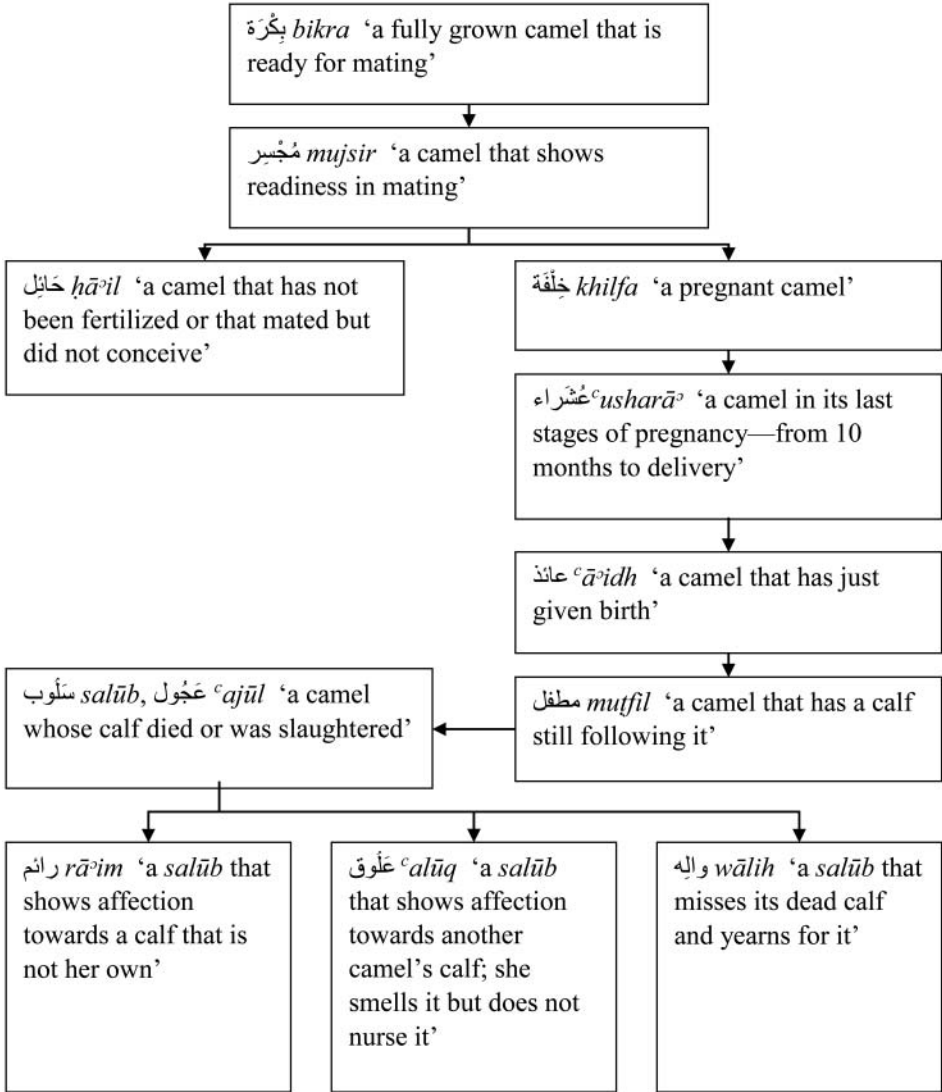 بِكْرَة bikra ‘a fully grown camel that is
ready for mating’
مُجْسِر mujsir ‘a camel that shows
readiness in mating’
حَائِل ḥāʾil ‘a camel that has not
been fertilized or that mated but
did not conceive’
خِلْفَة khilfa ‘a pregnant camel’
عُشَراء ʿusharāʾ ‘a camel in its last
stages of pregnancy—from 10
months to delivery’
عائذ ʿāʾidh ‘a camel that has just
given birth’
سَلُوب salūb, عَجُول ʿajūl ‘a camel
whose calf died or was slaughtered’
مطفل mutfil ‘a camel that has a calf
still following it’
رائم rāʾim ‘a salūb that
shows affection
towards a calf that is
not her own’
عَلُوق ʿalūq ‘a salūb
that shows affection
towards another
camel’s calf; she
smells it but does not
nurse it’
والِه wālih ‘a salūb that
misses its dead calf
and yearns for it’